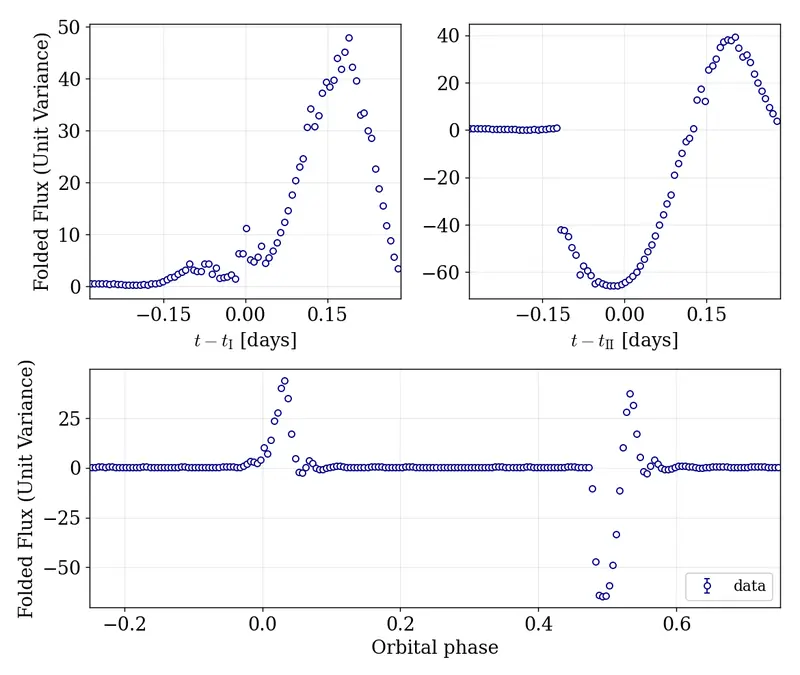 Folded Flux (Unit Variance)
50
40
30
20
10
0
−0.15 0.00 0.15
t − t_I [days]
40
20
0
−20
−40
−60
−0.15 0.00 0.15
t − t_II [days]
Folded Flux (Unit Variance)
25
0
−25
−50
−0.2 0.0 0.2 0.4 0.6
Orbital phase
data